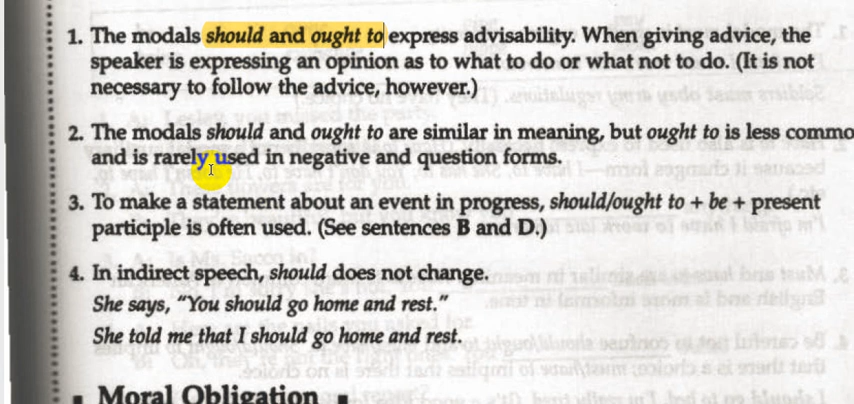 1. The modals should and ought to express advisability. When giving advice, the
speaker is expressing an opinion as to what to do or what not to do. (It is not
necessary to follow the advice, however.)
2. The modals should and ought to are similar in meaning, but ought to is less commo
and is rarely used in negative and question forms.
3. To make a statement about an event in progress, should/ought to + be + present
participle is often used. (See sentences B and D.)
4. In indirect speech, should does not change.
She says, "You should go home and rest."
She told me that I should go home and rest.
■ Moral Obligation ■